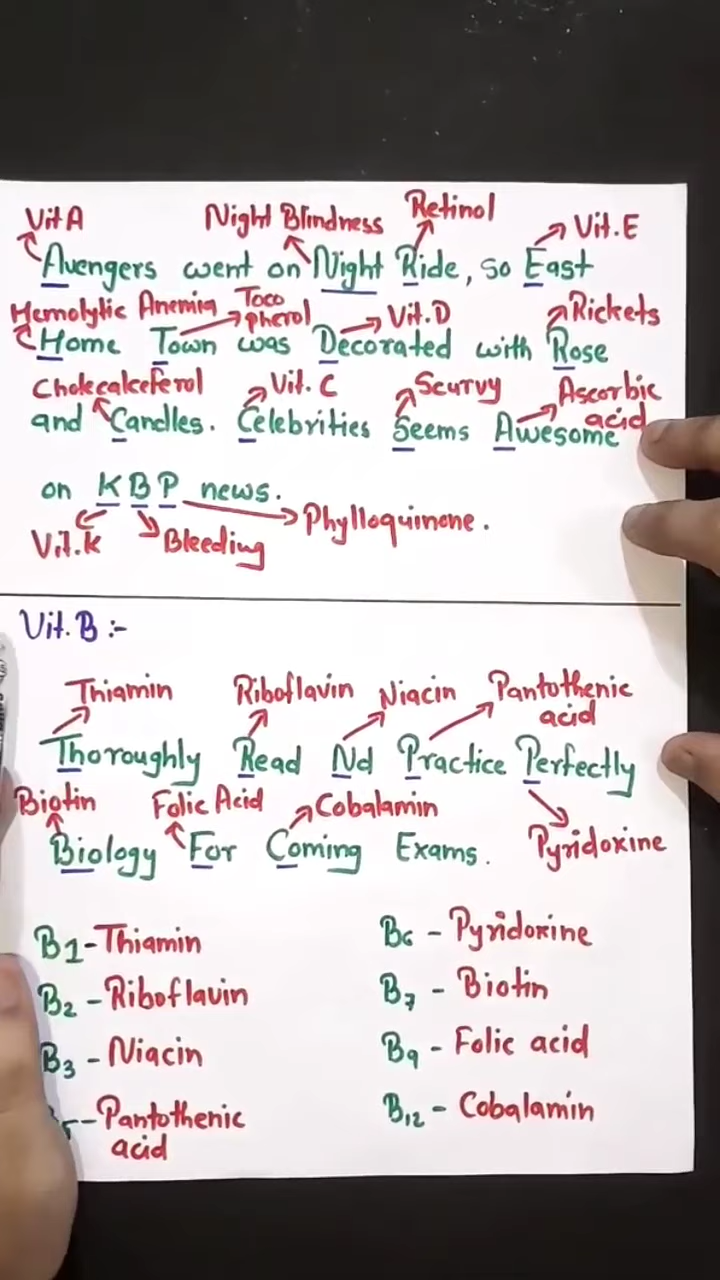 Vit A Night Blindness Retinol Vit.E
Avengers went on Night Ride, so East
Hemolytic Anemia Toco pherol Vit.D Rickets
Home Town was Decorated with Rose
Cholecalceferol Vit. C Scurvy Ascorbic acid
and Candles. Celebrities Seems Awesome
on K B P news.
Vit.K Bleeding Phylloquinone.
Vit. B :-
Thiamin Riboflavin Niacin Pantothenic acid
Thoroughly Read Nd Practice Perfectly
Biotin Folic Acid Cobalamin
Biology For Coming Exams. Pyridoxine
B1 - Thiamin
B2 - Riboflavin
B3 - Niacin
- Pantothenic
acid
B6 - Pyridoxine
B7 - Biotin
B9 - Folic acid
B12 - Cobalamin